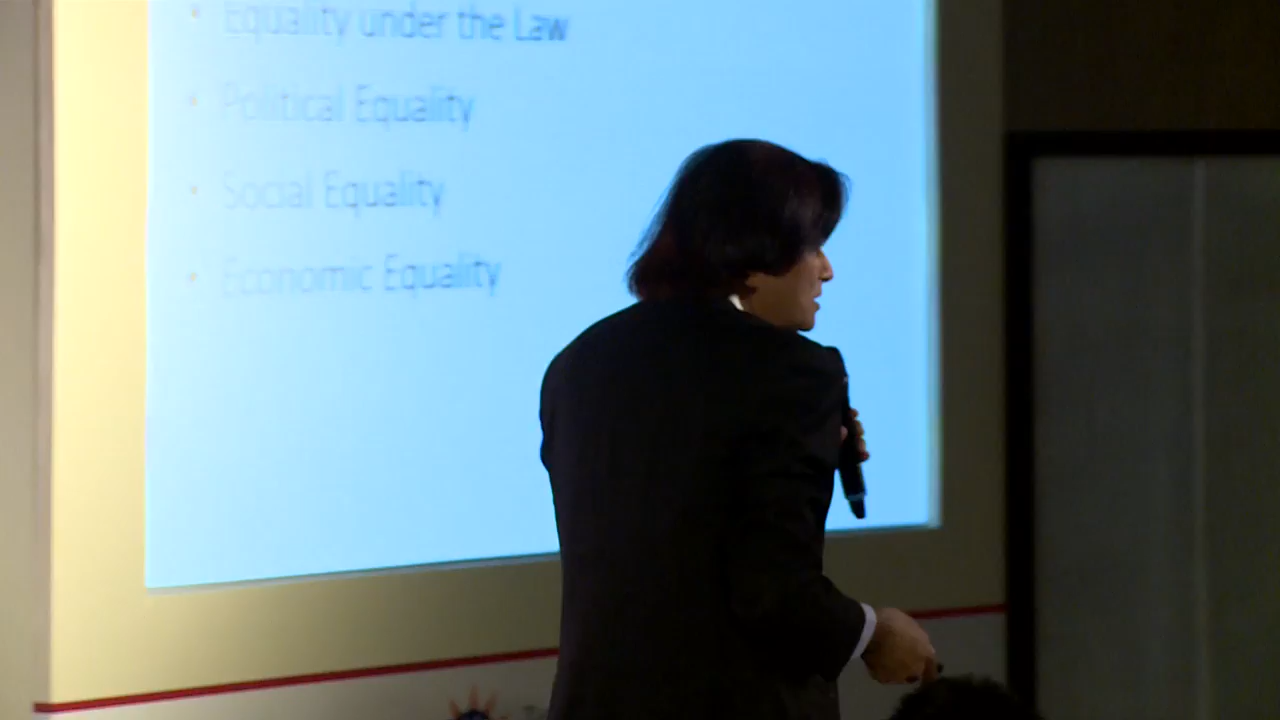 • Equality under the Law
• Political Equality
• Social Equality
• Economic Equality